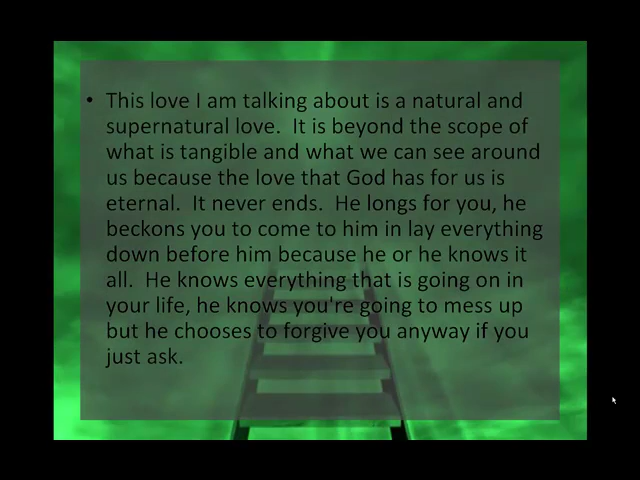 • This love I am talking about is a natural and
supernatural love.  It is beyond the scope of
what is tangible and what we can see around
us because the love that God has for us is
eternal.  It never ends.  He longs for you, he
beckons you to come to him in lay everything
down before him because he or he knows it
all.  He knows everything that is going on in
your life, he knows you're going to mess up
but he chooses to forgive you anyway if you
just ask.